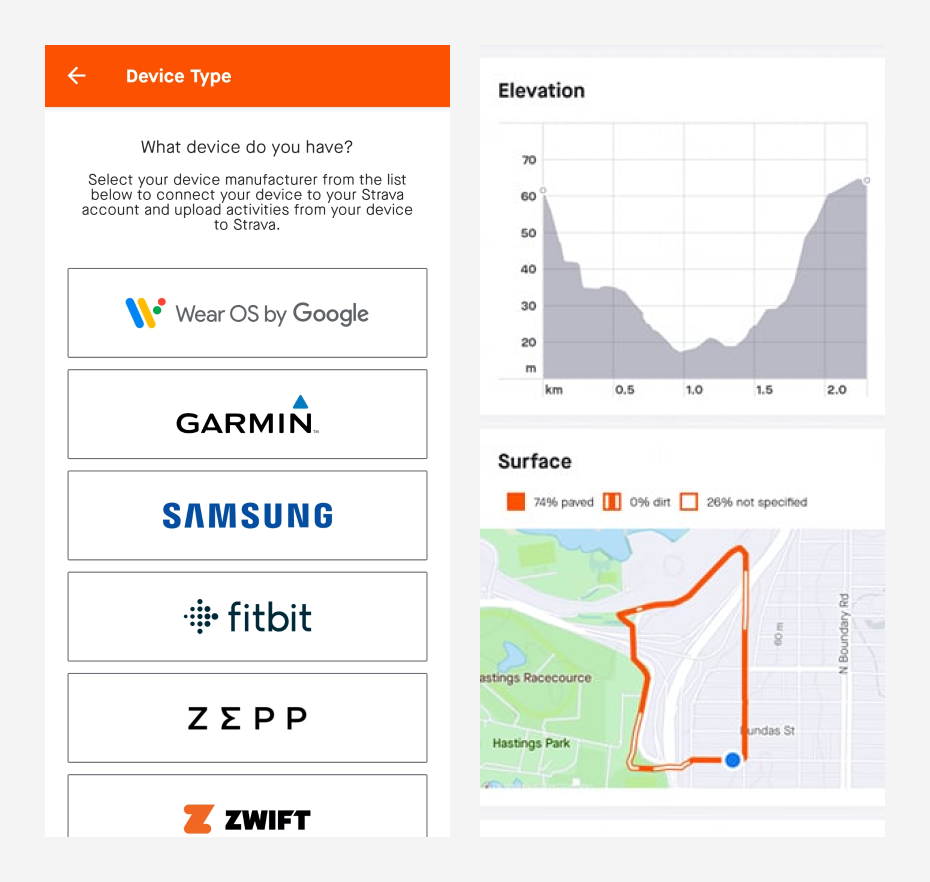 Device Type
What device do you have?
Select your device manufacturer from the list
below to connect your device to your Strava
account and upload activities from your device
to Strava.
Wear OS by Google
GARMIN™
SAMSUNG
fitbit
ZΣPP
ZWIFT
Elevation
70
60
50
40
30
20
m
km 0.5 1.0 1.5 2.0
Surface
74% paved 0% dirt 26% not specified
N Boundary Rd
60 m
astings Racecource
undas St
Hastings Park